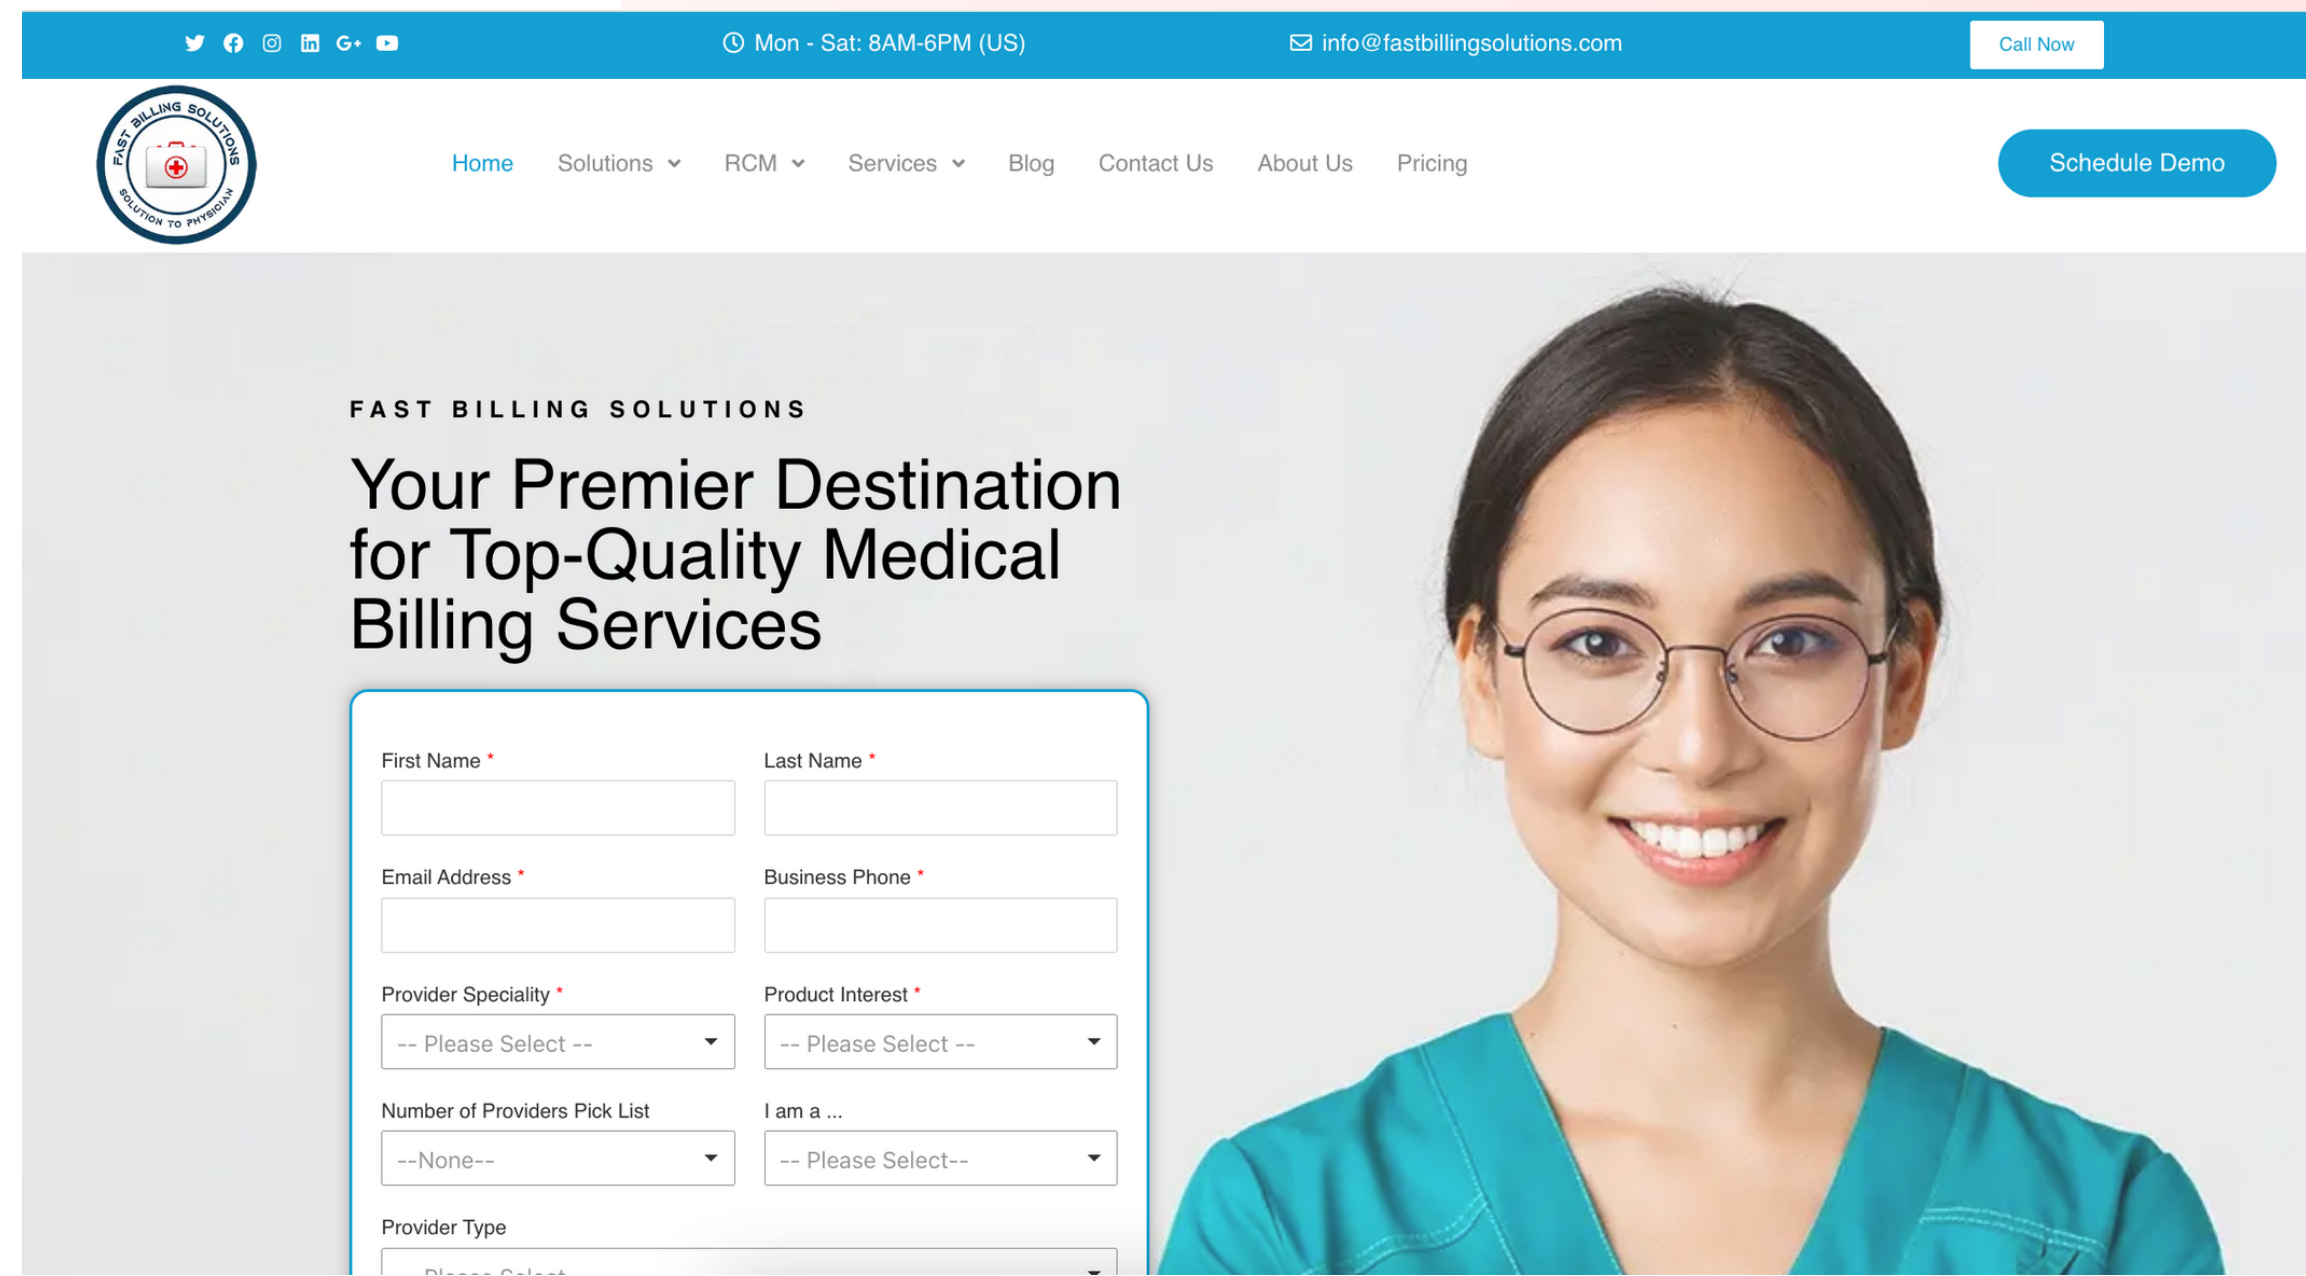 Mon - Sat: 8AM-6PM (US)
info@fastbillingsolutions.com
Call Now
FAST BILLING SOLUTIONS
SOLUTION TO PHYSICIAN
Home
Solutions
RCM
Services
Blog
Contact Us
About Us
Pricing
Schedule Demo
FAST BILLING SOLUTIONS
Your Premier Destination
for Top-Quality Medical
Billing Services
First Name *
Last Name *
Email Address *
Business Phone *
Provider Speciality *
Product Interest *
-- Please Select --
-- Please Select --
Number of Providers Pick List
I am a ...
--None--
-- Please Select--
Provider Type
Please Select